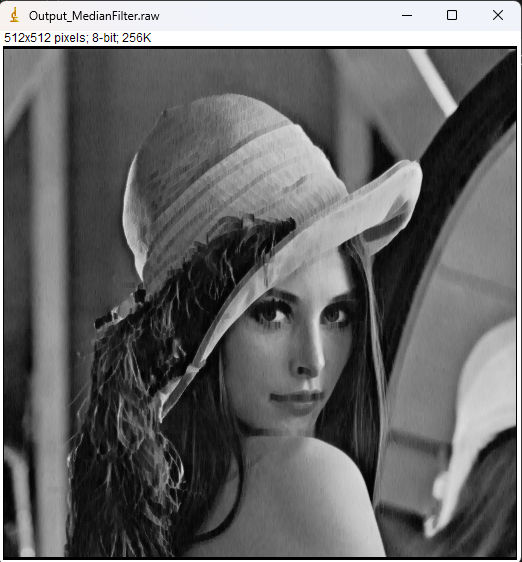 Output_MedianFilter.raw
512x512 pixels; 8-bit; 256K